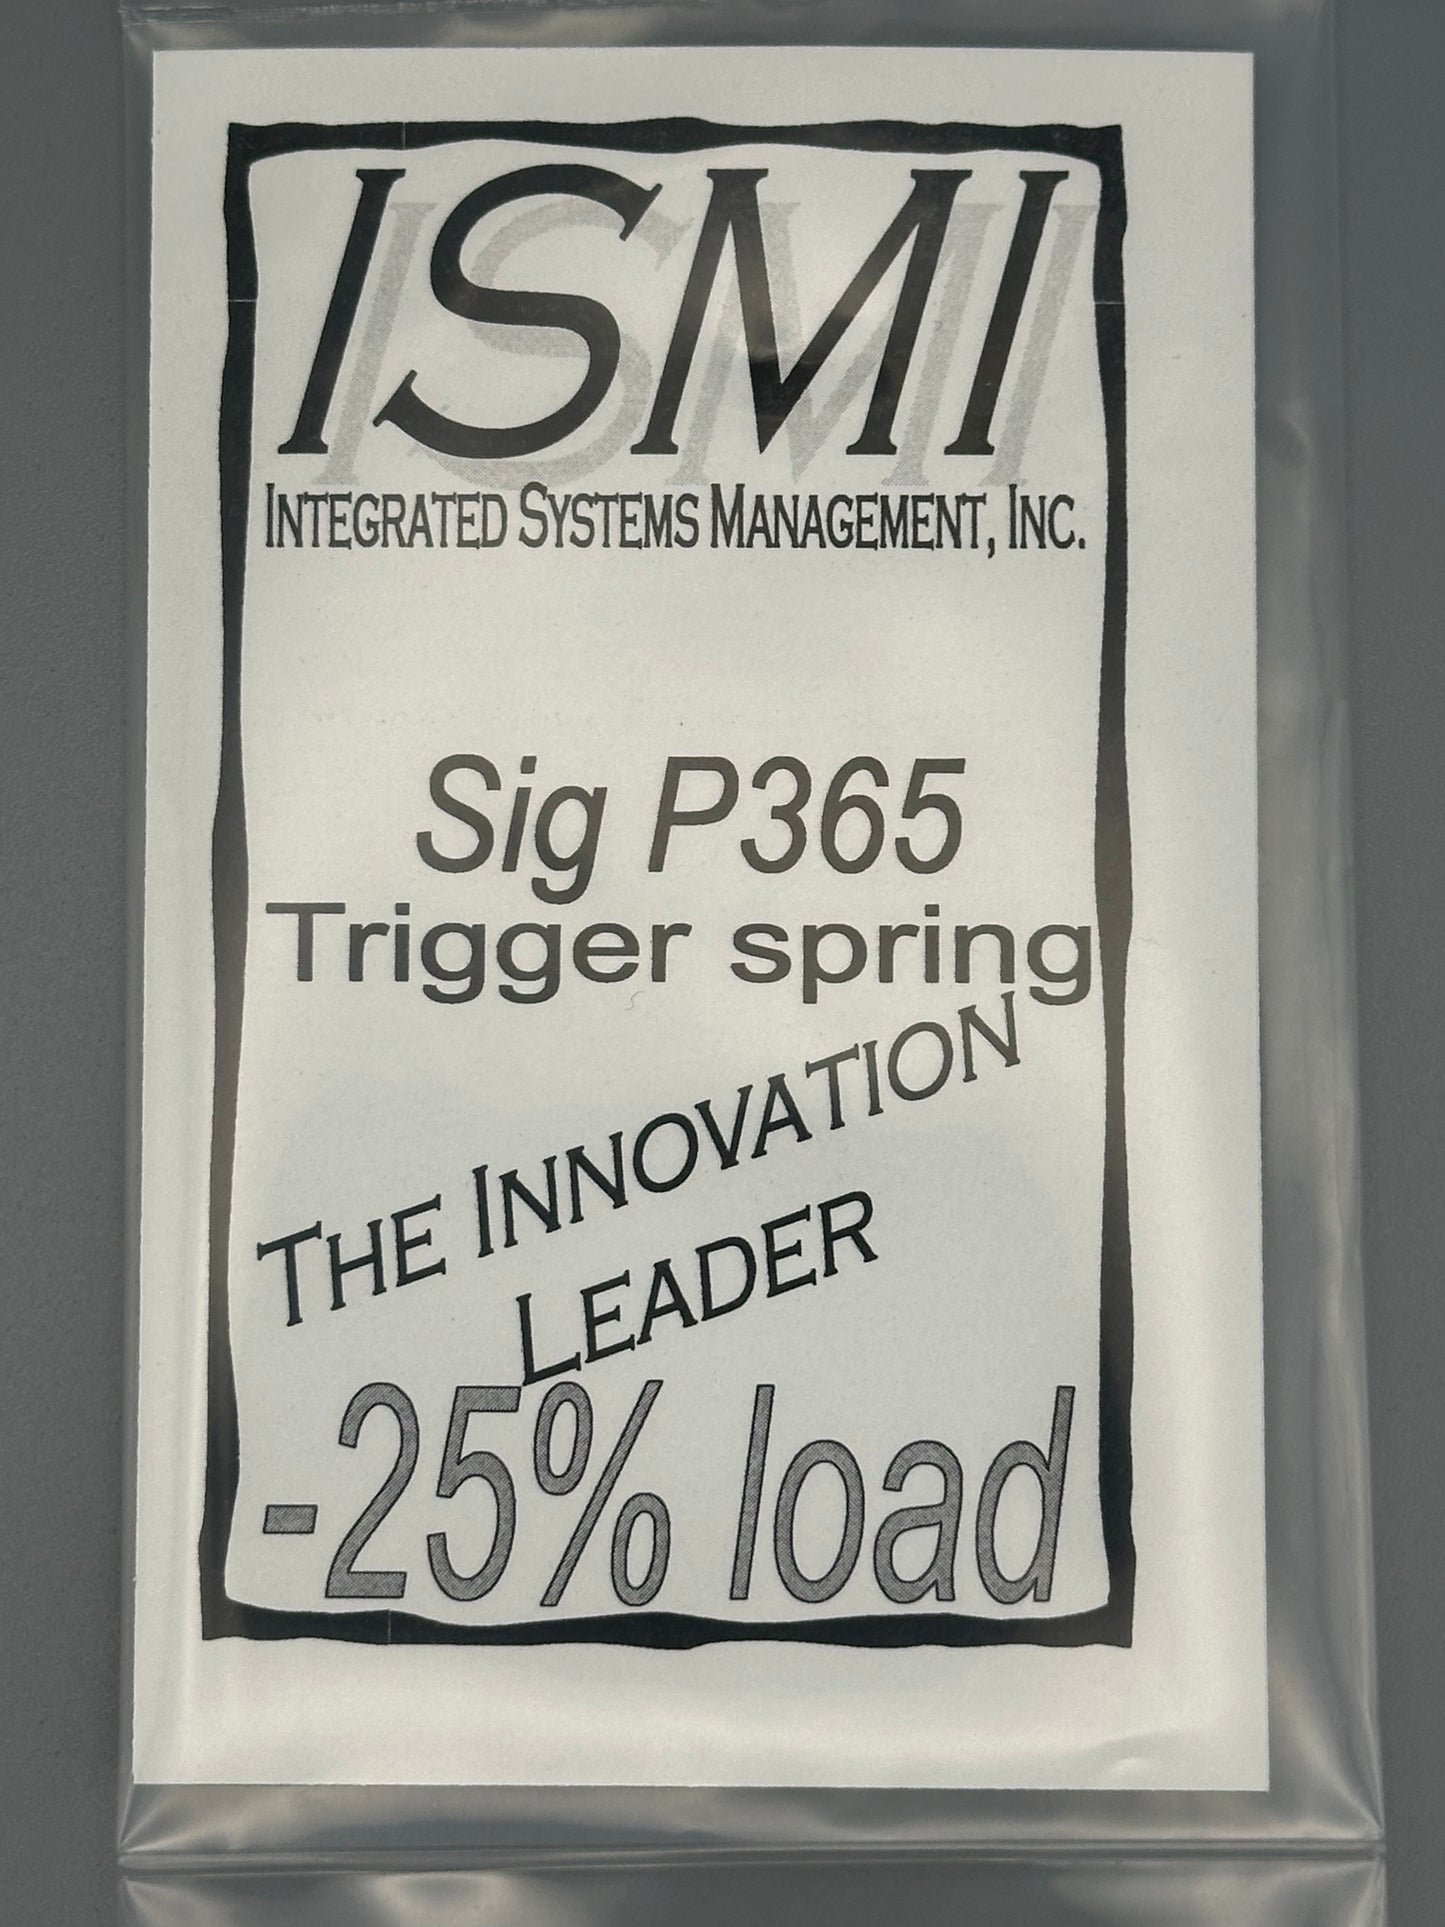 ISMI
INTEGRATED SYSTEMS MANAGEMENT, INC.
Sig P365
Trigger spring
THE INNOVATION
LEADER
-25% load